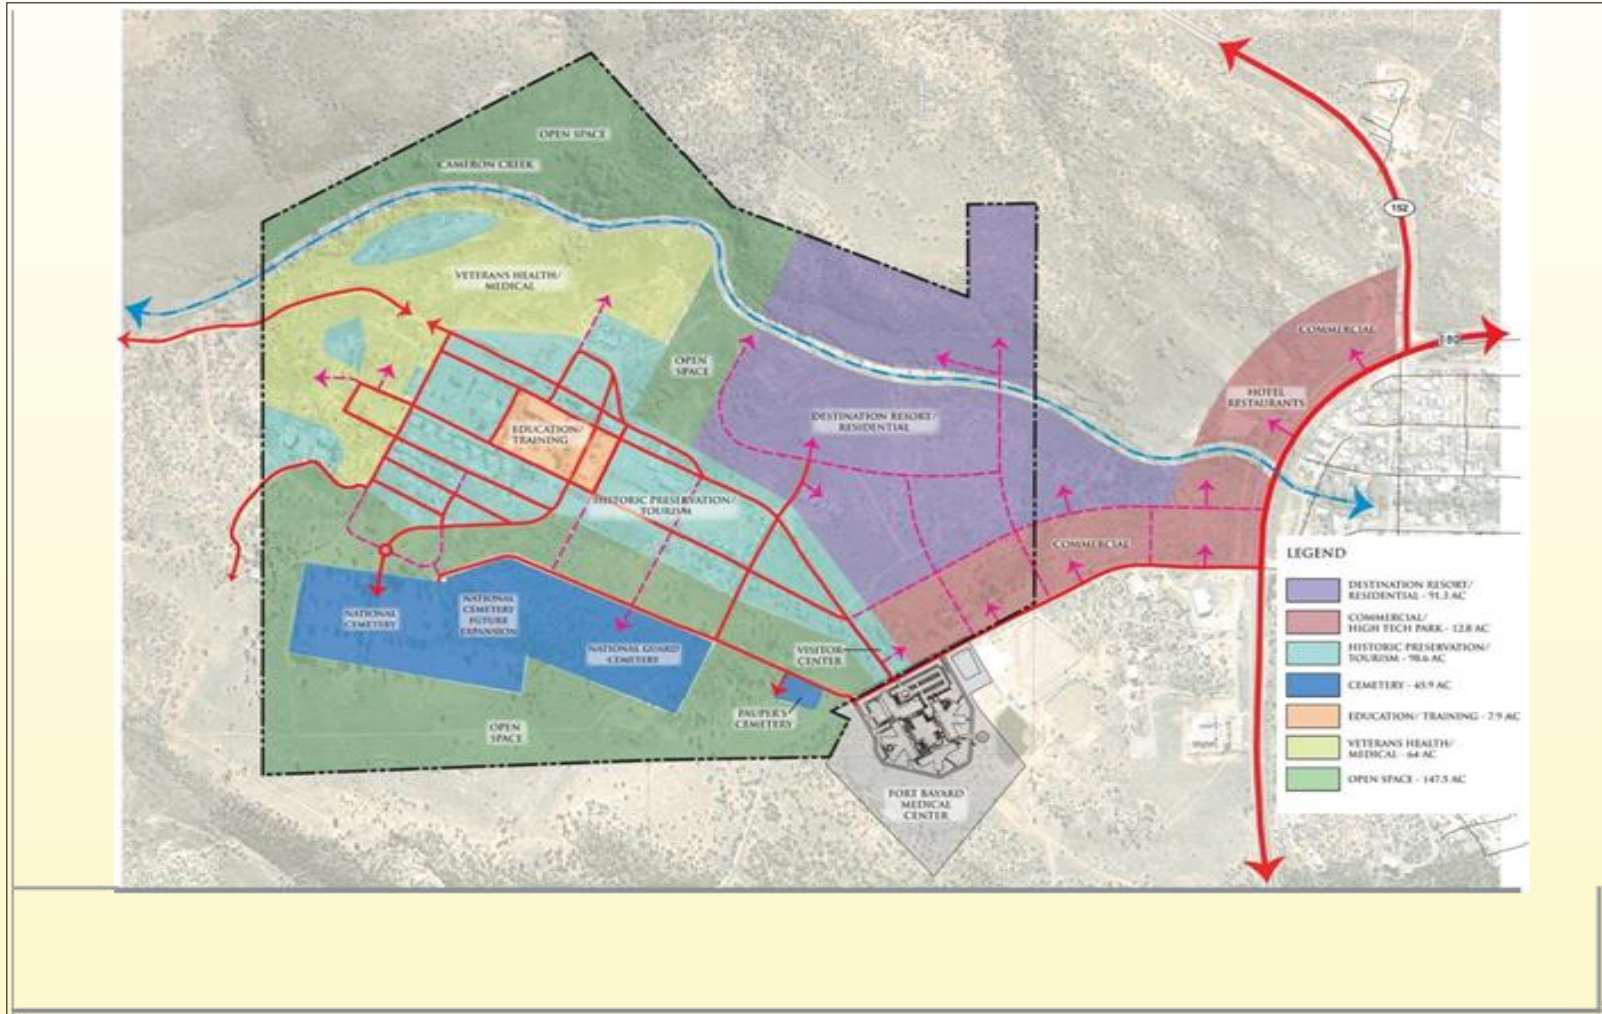 OPEN SPACE
CAMERON CREEK
152
VETERANS HEALTH/
MEDICAL
COMMERCIAL
180
OPEN
SPACE
HOTEL
RESTAURANTS
DESTINATION RESORT/
RESIDENTIAL
EDUCATION/
TRAINING
HISTORIC PRESERVATION/
TOURISM
COMMERCIAL
NATIONAL
CEMETERY
NATIONAL
CEMETERY
FUTURE
EXPANSION
NATIONAL GUARD
CEMETERY
VISITOR
CENTER
PAUPER'S
CEMETERY
OPEN
SPACE
FORT BAYARD
MEDICAL
CENTER
LEGEND
DESTINATION RESORT/
RESIDENTIAL - 91.3 AC
COMMERCIAL/
HIGH TECH PARK - 12.8 AC
HISTORIC PRESERVATION/
TOURISM - 98.6 AC
CEMETERY - 45.9 AC
EDUCATION/ TRAINING - 7.9 AC
VETERANS HEALTH/
MEDICAL - 64 AC
OPEN SPACE - 147.5 AC